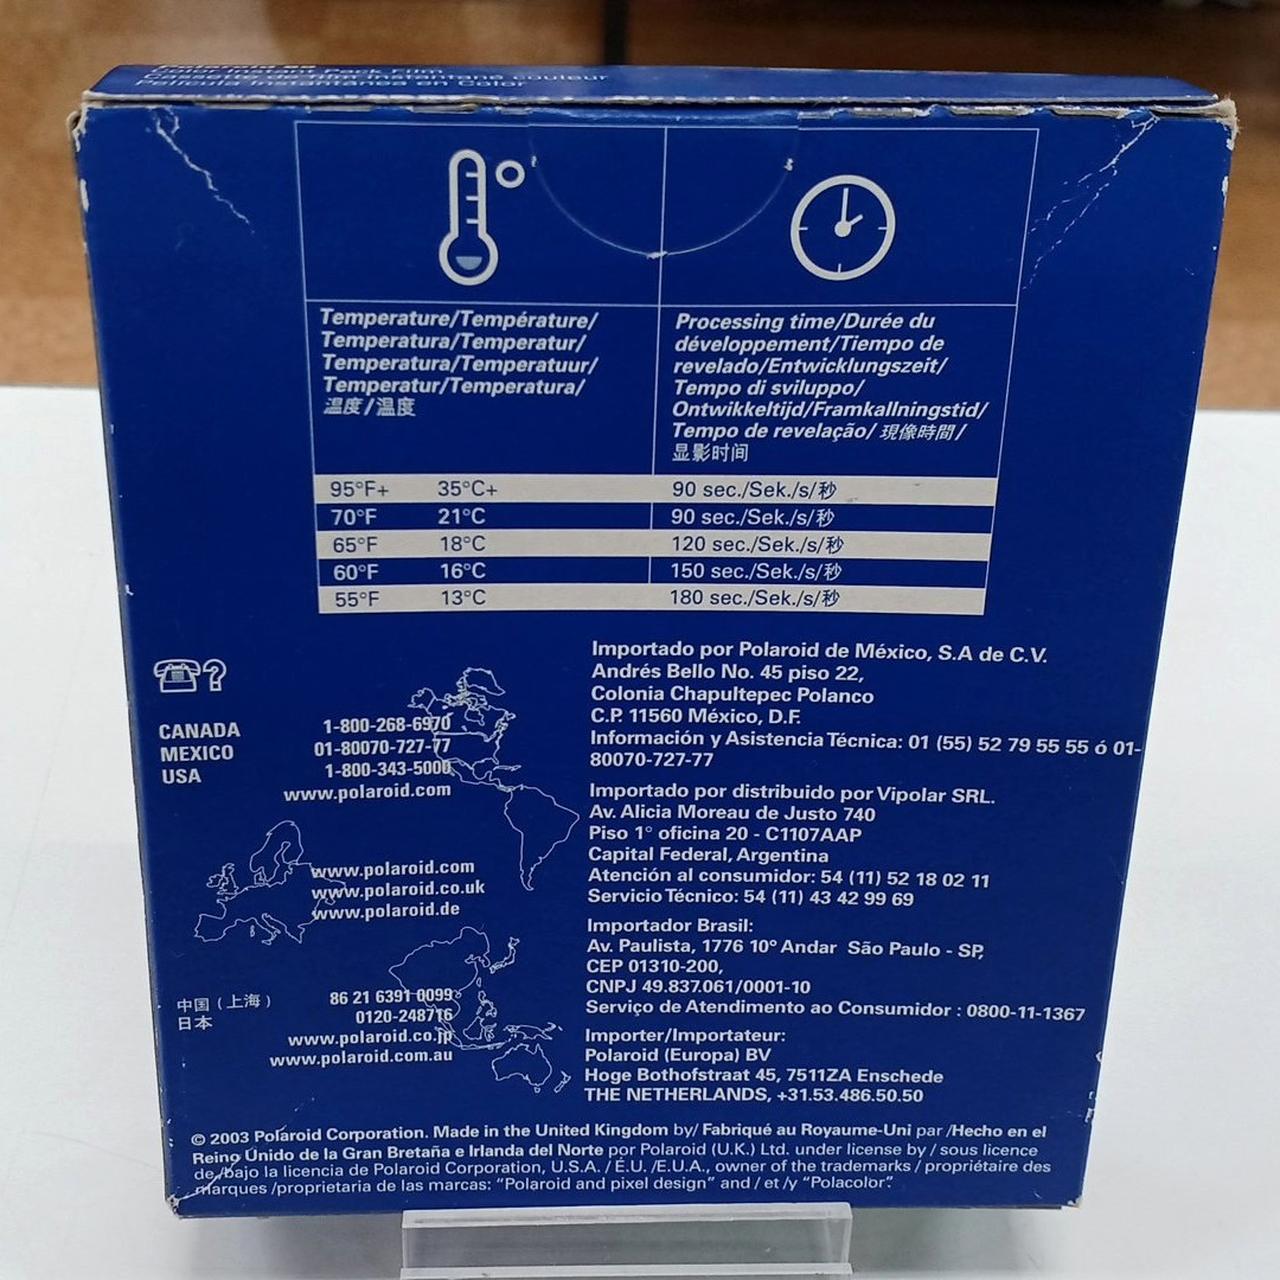 Película Instantánea en Color
Temperature/Température/
Temperatura/Temperatur/
Temperatura/Temperatuur/
Temperatur/Temperatura/
温度/温度
Processing time/Durée du
développement/Tiempo de
revelado/Entwicklungszeit/
Tempo di sviluppo/
Ontwikkeltijd/Framkallningstid/
Tempo de revelação/ 現像時間/
显影时间
95°F+ 35°C+ 90 sec./Sek./s/秒
70°F 21°C 90 sec./Sek./s/秒
65°F 18°C 120 sec./Sek./s/秒
60°F 16°C 150 sec./Sek./s/秒
55°F 13°C 180 sec./Sek./s/秒
CANADA 1-800-268-6970
MEXICO 01-80070-727-77
USA 1-800-343-5000
www.polaroid.com
www.polaroid.com
www.polaroid.co.uk
www.polaroid.de
中国 (上海) 86 21 6391 0099
日本 0120-248716
www.polaroid.co.jp
www.polaroid.com.au
Importado por Polaroid de México, S.A de C.V.
Andrés Bello No. 45 piso 22,
Colonia Chapultepec Polanco
C.P. 11560 México, D.F.
Información y Asistencia Técnica: 01 (55) 52 79 55 55 ó 01-
80070-727-77
Importado por distribuido por Vipolar SRL.
Av. Alicia Moreau de Justo 740
Piso 1° oficina 20 - C1107AAP
Capital Federal, Argentina
Atención al consumidor: 54 (11) 52 18 02 11
Servicio Técnico: 54 (11) 43 42 99 69
Importador Brasil:
Av. Paulista, 1776 10° Andar São Paulo - SP,
CEP 01310-200,
CNPJ 49.837.061/0001-10
Serviço de Atendimento ao Consumidor : 0800-11-1367
Importer/Importateur:
Polaroid (Europa) BV
Hoge Bothofstraat 45, 7511ZA Enschede
THE NETHERLANDS, +31.53.486.50.50
© 2003 Polaroid Corporation. Made in the United Kingdom by/ Fabriqué au Royaume-Uni par /Hecho en el
Reino Unido de la Gran Bretaña e Irlanda del Norte por Polaroid (U.K.) Ltd. under license by / sous licence
de /bajo la licencia de Polaroid Corporation, U.S.A. / É.U. /E.U.A., owner of the trademarks / propriétaire des
marques /proprietaria de las marcas: “Polaroid and pixel design” and / et /y “Polacolor”.